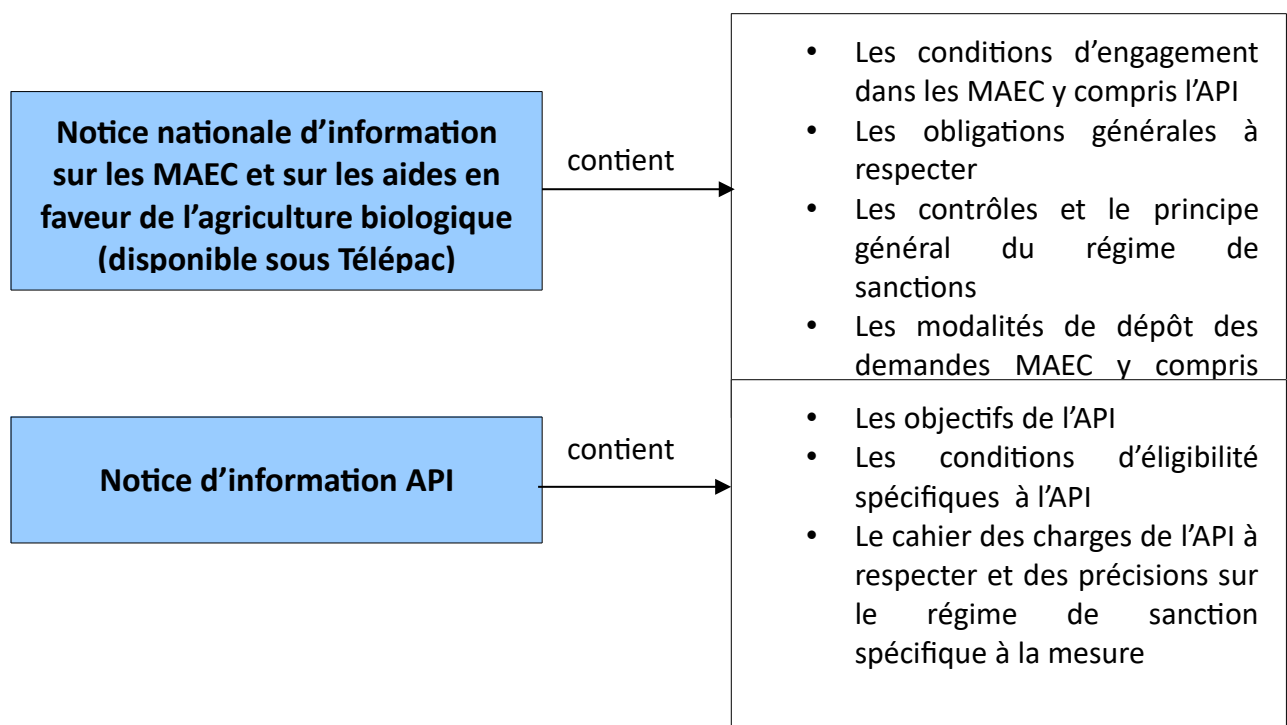 Notice nationale d’information
sur les MAEC et sur les aides en
faveur de l’agriculture biologique
(disponible sous Télépac)
contient
• Les conditions d’engagement
dans les MAEC y compris l’API
• Les obligations générales à
respecter
• Les contrôles et le principe
général du régime de
sanctions
• Les modalités de dépôt des
demandes MAEC y compris
Notice d’information API
contient
• Les objectifs de l’API
• Les conditions d’éligibilité
spécifiques à l’API
• Le cahier des charges de l’API à
respecter et des précisions sur
le régime de sanction
spécifique à la mesure